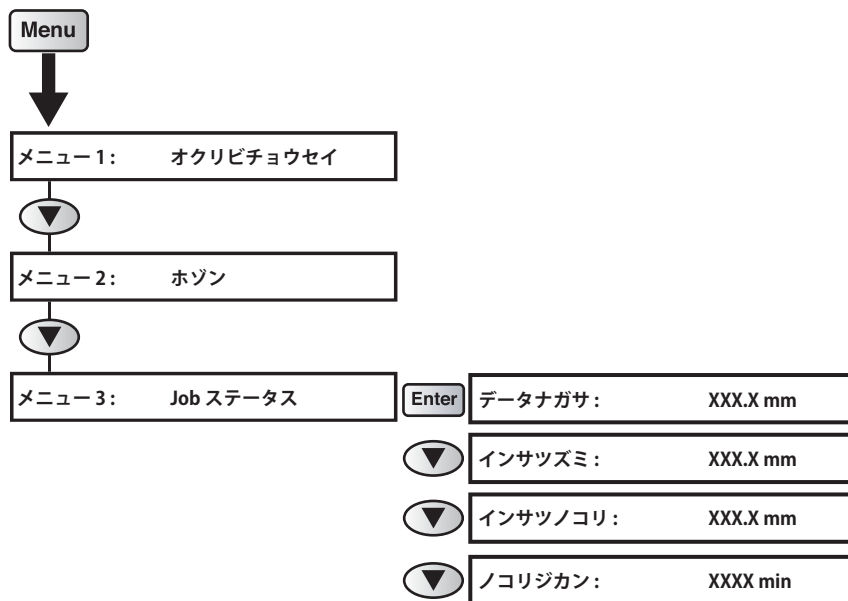 Menu
メニュー 1 : オクリビチョウセイ
メニュー 2 : ホゾン
メニュー 3 : Job ステータス
Enter データナガサ : XXX.X mm
インサツズミ : XXX.X mm
インサツノコリ : XXX.X mm
ノコリジカン : XXXX min